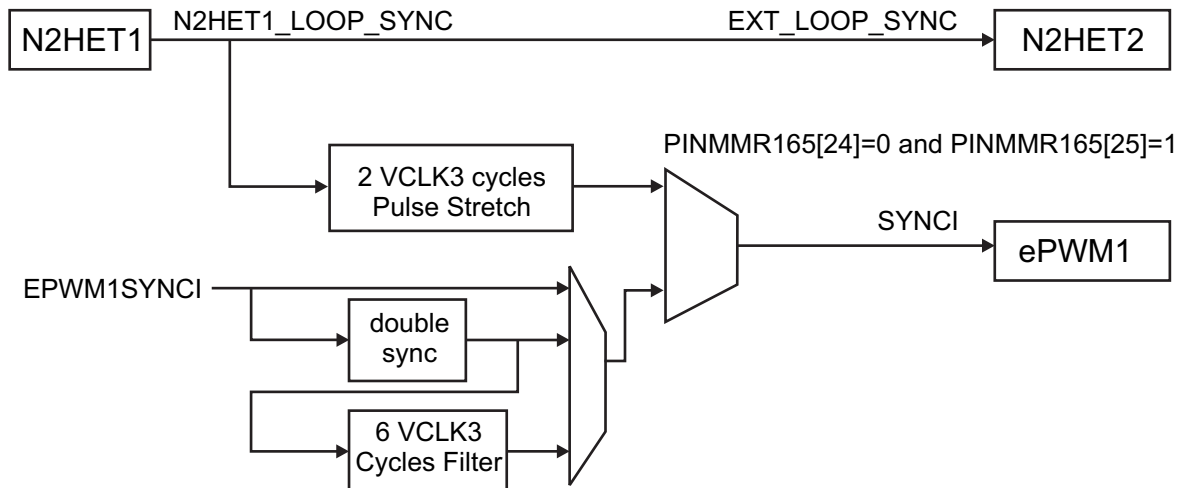 N2HET1
N2HET1_LOOP_SYNC
EXT_LOOP_SYNC
N2HET2
PINMMR165[24]=0 and PINMMR165[25]=1
2 VCLK3 cycles
Pulse Stretch
SYNCI
ePWM1
EPWM1SYNCI
double
sync
6 VCLK3
Cycles Filter